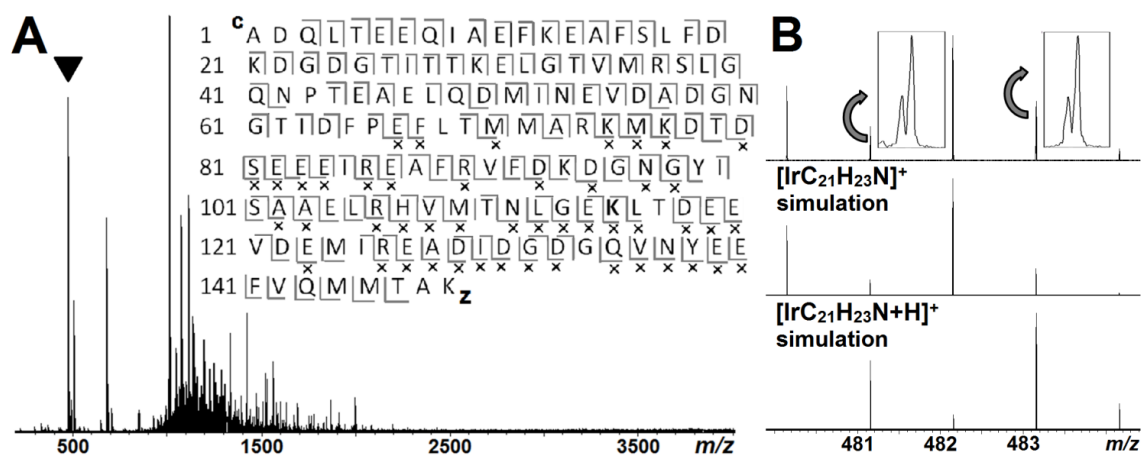 A
B
1 c A D Q L T E E Q I A E F K E A F S L F D
21 K D G D G T I T T K E L G T V M R S L G
41 Q N P T E A E L Q D M I N E V D A D G N
61 G T I D F P E F L T M M A R K M K D T D
81 S E E E I R E A F R V F D K D G N G Y I
101 S A A E L R H V M T N L G E K L T D E E
121 V D E M I R E A D I D G D G Q V N Y E E
141 F V Q M M T A K z
500 1500 2500 3500 m/z
[IrC₂₁H₂₃N]⁺
simulation
[IrC₂₁H₂₃N+H]⁺
simulation
481 482 483 m/z